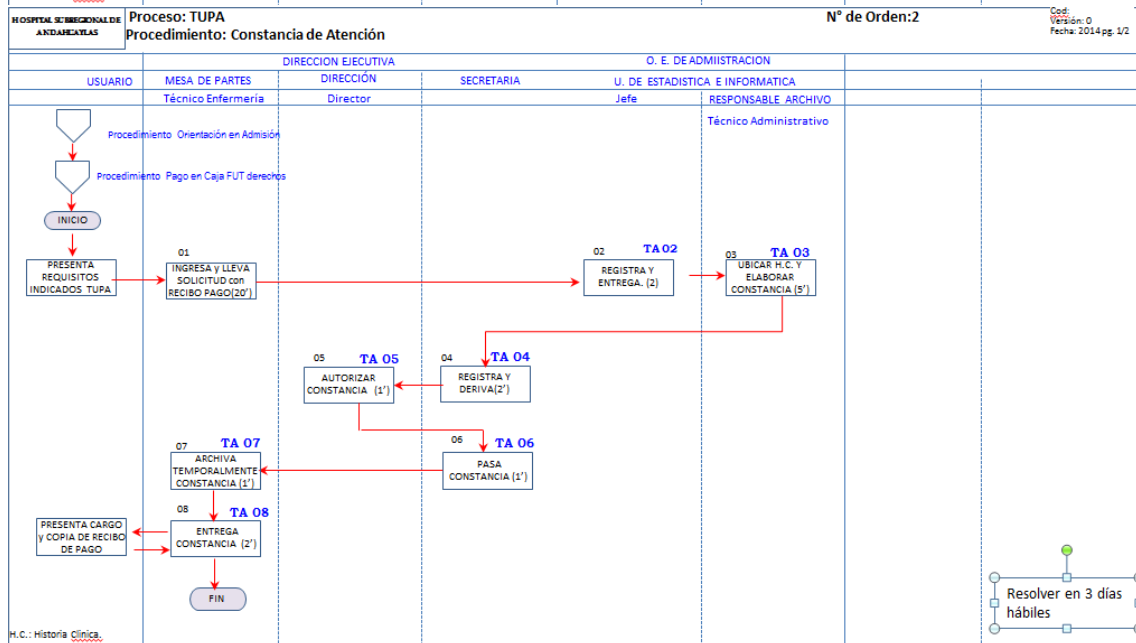 HOSPITAL SUBREGIONAL DE
ANDAHUAYLAS
Proceso: TUPA
Procedimiento: Constancia de Atención
N° de Orden:2
Cod:
Versión: 0
Fecha: 2014 pg. 1/2
DIRECCION EJECUTIVA
O. E. DE ADMIISTRACION
USUARIO
MESA DE PARTES
DIRECCIÓN
SECRETARIA
U. DE ESTADISTICA E INFORMATICA
Técnico Enfermería
Director
Jefe
RESPONSABLE ARCHIVO
Técnico Administrativo
Procedimiento Orientación en Admisión
Procedimiento Pago en Caja FUT derechos
INICIO
PRESENTA
REQUISITOS
INDICADOS TUPA
01
INGRESA y LLEVA
SOLICITUD con
RECIBO PAGO(20’)
02
TA 02
REGISTRA Y
ENTREGA. (2)
03
TA 03
UBICAR H.C. Y
ELABORAR
CONSTANCIA (5’)
05
TA 05
AUTORIZAR
CONSTANCIA (1’)
04
TA 04
REGISTRA Y
DERIVA(2’)
07
TA 07
ARCHIVA
TEMPORALMENTE
CONSTANCIA (1’)
06
TA 06
PASA
CONSTANCIA (1’)
08
TA 08
ENTREGA
CONSTANCIA (2’)
PRESENTA CARGO
y COPIA DE RECIBO
DE PAGO
FIN
Resolver en 3 días
hábiles
H.C.: Historia Clinica.